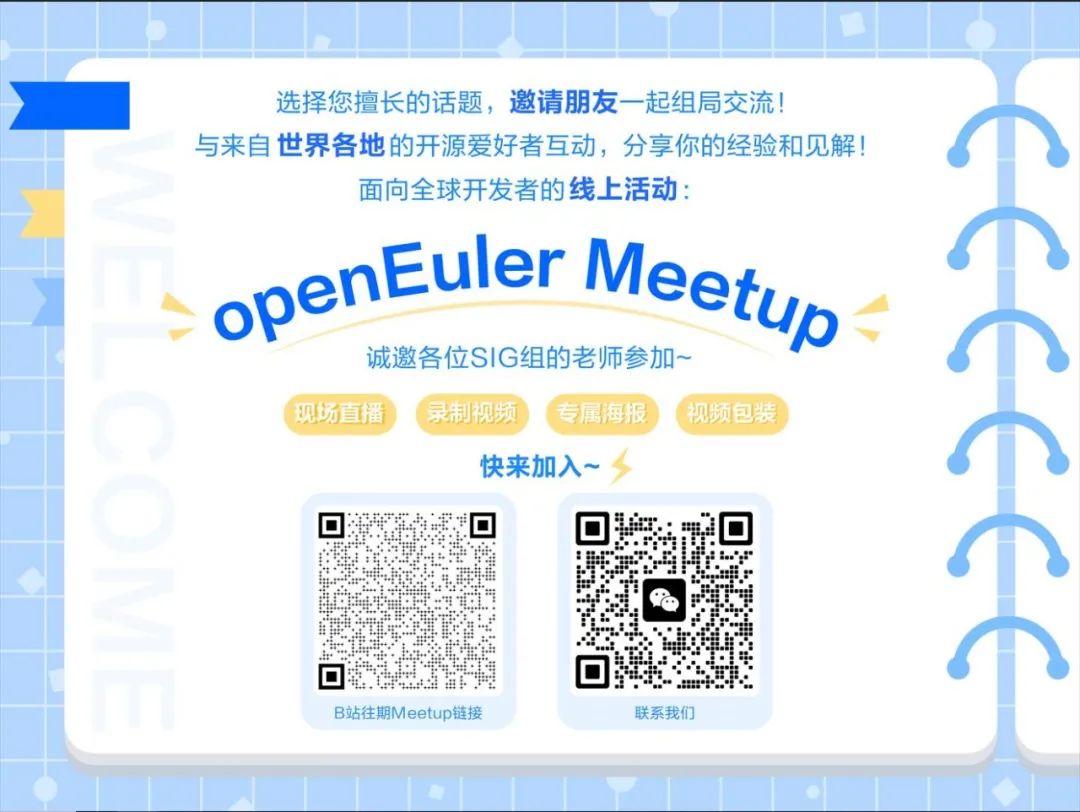 选择您擅长的话题，邀请朋友一起组局交流！
与来自世界各地的开源爱好者互动，分享你的经验和见解！
面向全球开发者的线上活动：
openEuler Meetup
诚邀各位SIG组的老师参加~
现场直播 录制视频 专属海报 视频包装
快来加入~
B站往期Meetup链接 联系我们
WELCOME